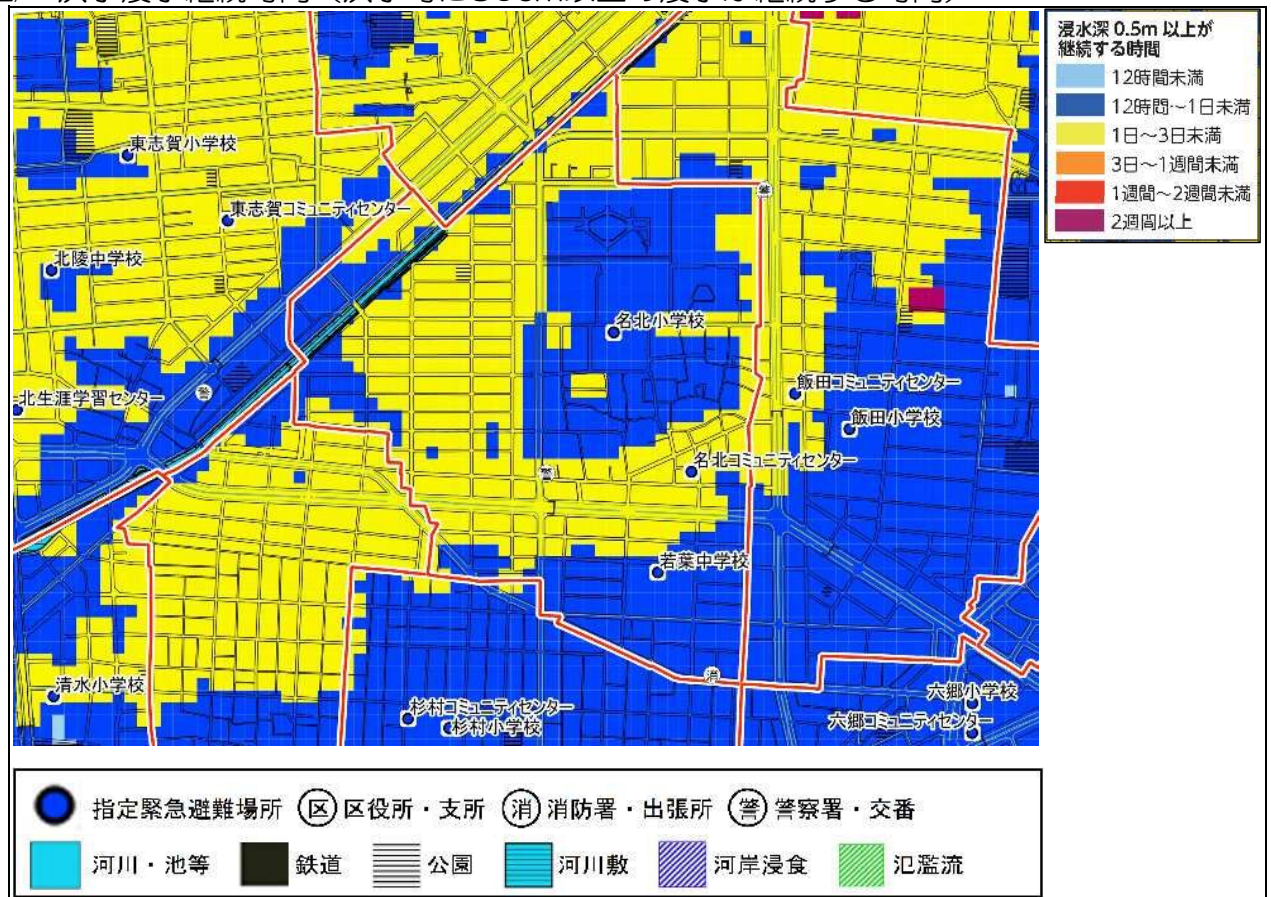 浸水深 0.5m 以上が
継続する時間
12時間未満
12時間~1日未満
1日~3日未満
3日~1週間未満
1週間~2週間未満
2週間以上
東志賀小学校
東志賀コミュニティセンター
北陵中学校
警
名北小学校
北生涯学習センター
警
飯田コミュニティセンター
飯田小学校
名北コミュニティセンター
警
若葉中学校
消
清水小学校
六郷小学校
杉村コミュニティセンター
六郷コミュニティセンター
杉村小学校
指定緊急避難場所 区 区役所・支所 消 消防署・出張所 警 警察署・交番
河川・池等 鉄道 公園 河川敷 河岸浸食 氾濫流